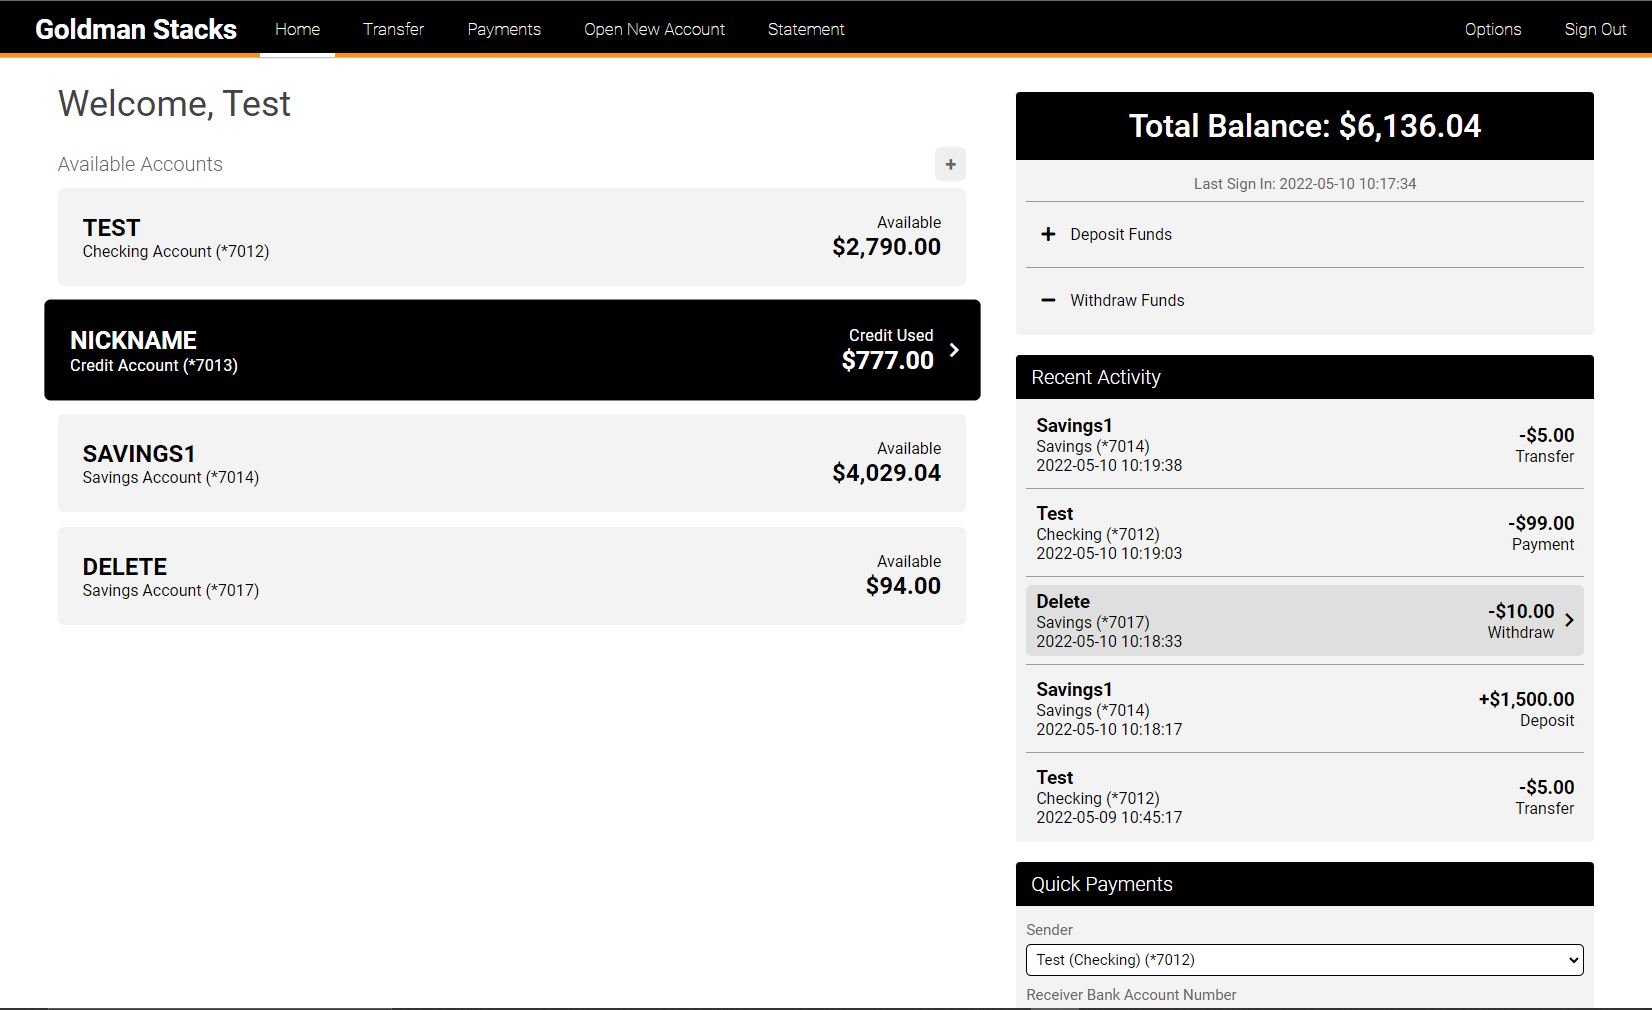 Goldman Stacks Home Transfer Payments Open New Account Statement Options Sign Out
Welcome, Test
Available Accounts +
TEST
Checking Account (*7012)
Available
$2,790.00
NICKNAME
Credit Account (*7013)
Credit Used
$777.00
SAVINGS1
Savings Account (*7014)
Available
$4,029.04
DELETE
Savings Account (*7017)
Available
$94.00
Total Balance: $6,136.04
Last Sign In: 2022-05-10 10:17:34
+ Deposit Funds
− Withdraw Funds
Recent Activity
Savings1
Savings (*7014)
2022-05-10 10:19:38
-$5.00
Transfer
Test
Checking (*7012)
2022-05-10 10:19:03
-$99.00
Payment
Delete
Savings (*7017)
2022-05-10 10:18:33
-$10.00
Withdraw
Savings1
Savings (*7014)
2022-05-10 10:18:17
+$1,500.00
Deposit
Test
Checking (*7012)
2022-05-09 10:45:17
-$5.00
Transfer
Quick Payments
Sender
Test (Checking) (*7012)
Receiver Bank Account Number